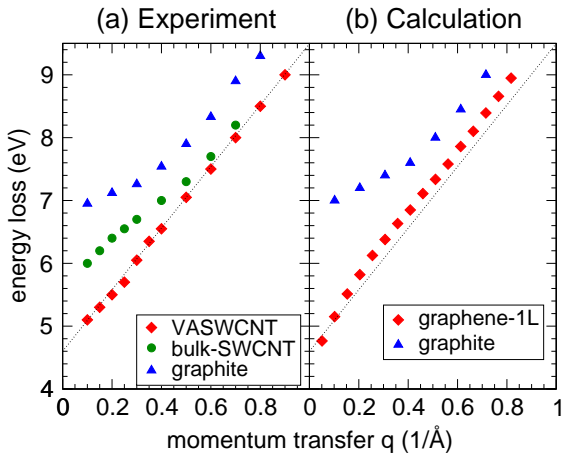 (a) Experiment
(b) Calculation
energy loss (eV)
9
8
7
6
5
4
VASWCNT
bulk-SWCNT
graphite
graphene-1L
graphite
0 0.2 0.4 0.6 0.8 0 0.2 0.4 0.6 0.8 1
momentum transfer q (1/Å)